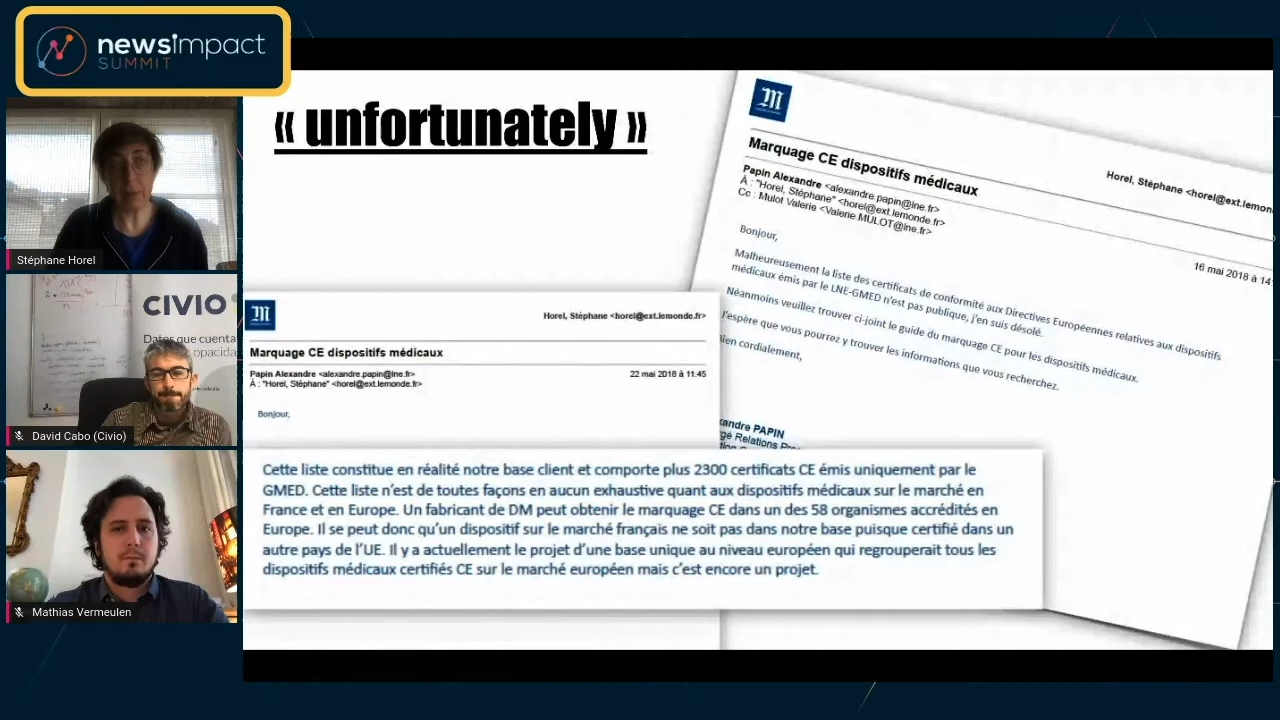 newsimpact
SUMMIT
Stéphane Horel
CIVIO
Datos que cuentan
opacida
David Cabo (Civio)
Mathias Vermeulen
« unfortunately »
Horel, Stéphane <horel@ext.lemonde.fr>
Marquage CE dispositifs médicaux
Papin Alexandre <alexandre.papin@lne.fr>
22 mai 2018 à 11:45
À : "Horel, Stéphane" <horel@ext.lemonde.fr>
Bonjour,
Cette liste constitue en réalité notre base client et comporte plus 2300 certificats CE émis uniquement par le
GMED. Cette liste n'est de toutes façons en aucun exhaustive quant aux dispositifs médicaux sur le marché en
France et en Europe. Un fabricant de DM peut obtenir le marquage CE dans un des 58 organismes accrédités en
Europe. Il se peut donc qu'un dispositif sur le marché français ne soit pas dans notre base puisque certifié dans un
autre pays de l'UE. Il y a actuellement le projet d'une base unique au niveau européen qui regrouperait tous les
dispositifs médicaux certifiés CE sur le marché européen mais c'est encore un projet.
M
Horel, Stéphane <horel@ext.lemon
Marquage CE dispositifs médicaux
Papin Alexandre <alexandre.papin@lne.fr>
À : "Horel, Stéphane" <horel@ext.lemonde.fr>
Cc : Mulot Valerie <Valerie.MULOT@lne.fr>
16 mai 2018 à 14:
Bonjour,
Malheureusement la liste des certificats de conformité aux Directives Européennes relatives aux dispositifs
médicaux émis par le LNE-GMED n'est pas publique, j'en suis désolé.
Néanmoins veuillez trouver ci-joint le guide du marquage CE pour les dispositifs médicaux.
J'espère que vous pourrez y trouver les informations que vous recherchez.
ien cordialement,
xandre PAPIN
gé Relations